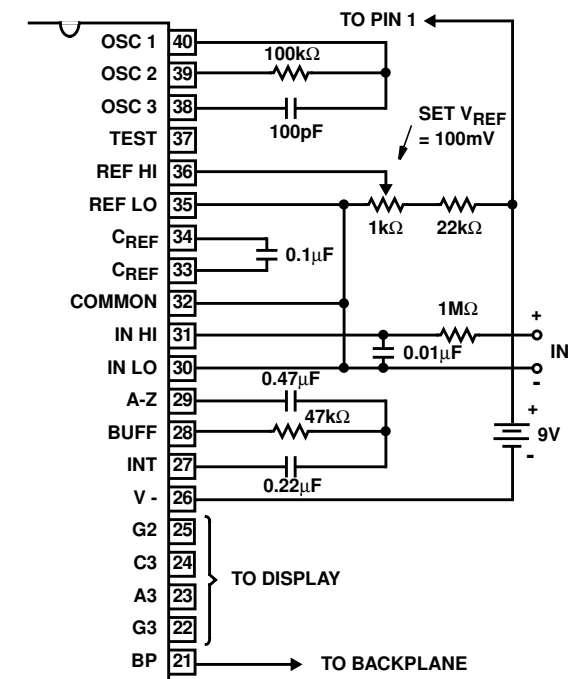 TO PIN 1
OSC 1 40
100kΩ
OSC 2 39
OSC 3 38
100pF
SET VREF
= 100mV
TEST 37
REF HI 36
REF LO 35
1kΩ 22kΩ
CREF 34
0.1μF
CREF 33
COMMON 32
1MΩ
+
IN HI 31
0.01μF
IN
IN LO 30
-
0.47μF
A-Z 29
47kΩ
+
BUFF 28
9V
-
INT 27
0.22μF
V - 26
G2 25
C3 24
TO DISPLAY
A3 23
G3 22
BP 21
TO BACKPLANE